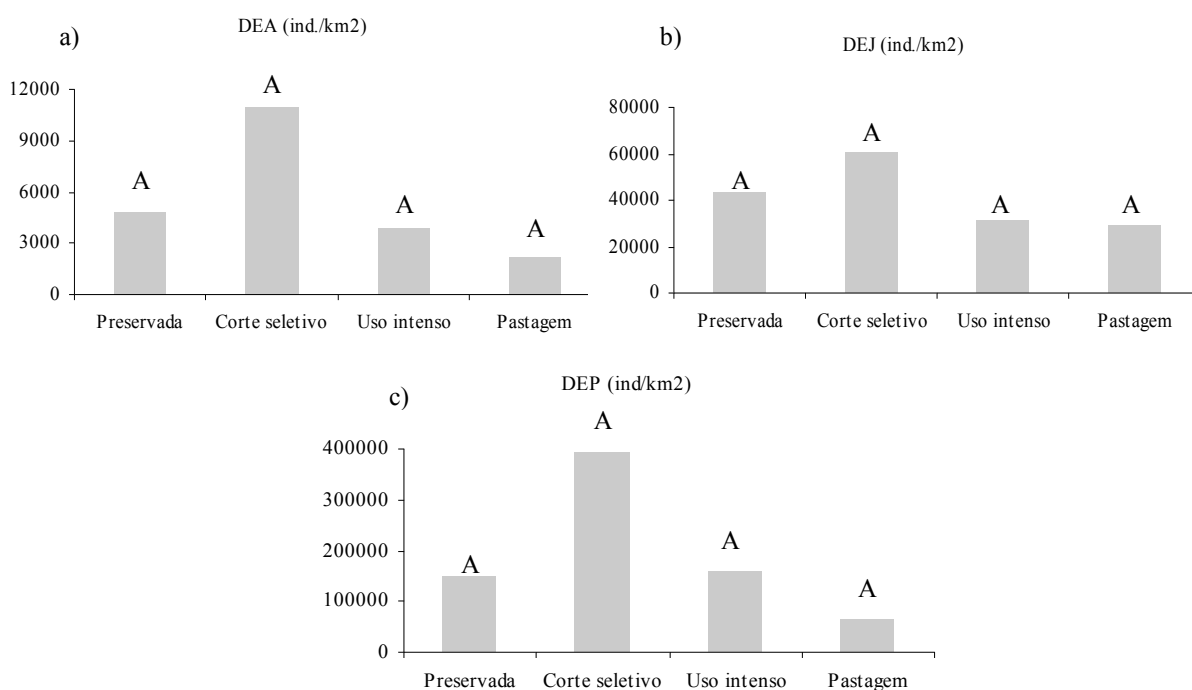 a)
DEA (ind./km2)
12000
9000
6000
3000
0
A
A
A
A
Preservada
Corte seletivo
Uso intenso
Pastagem
b)
DEJ (ind./km2)
80000
60000
40000
20000
0
A
A
A
A
Preservada
Corte seletivo
Uso intenso
Pastagem
c)
DEP (ind/km2)
400000
300000
200000
100000
0
A
A
A
A
Preservada
Corte seletivo
Uso intenso
Pastagem